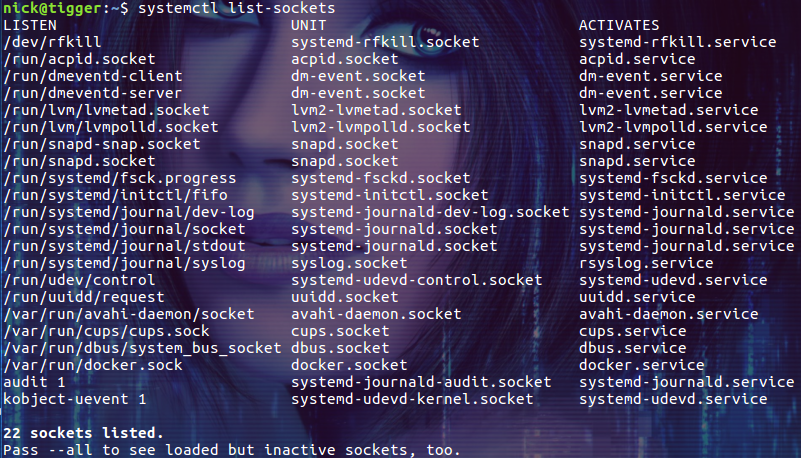 nick@tigger:~$ systemctl list-sockets
LISTEN UNIT ACTIVATES
/dev/rfkill systemd-rfkill.socket systemd-rfkill.service
/run/acpid.socket acpid.socket acpid.service
/run/dmeventd-client dm-event.socket dm-event.service
/run/dmeventd-server dm-event.socket dm-event.service
/run/lvm/lvmetad.socket lvm2-lvmetad.socket lvm2-lvmetad.service
/run/lvm/lvmpolld.socket lvm2-lvmpolld.socket lvm2-lvmpolld.service
/run/snapd-snap.socket snapd.socket snapd.service
/run/snapd.socket snapd.socket snapd.service
/run/systemd/fsck.progress systemd-fsckd.socket systemd-fsckd.service
/run/systemd/initctl/fifo systemd-initctl.socket systemd-initctl.service
/run/systemd/journal/dev-log systemd-journald-dev-log.socket systemd-journald.service
/run/systemd/journal/socket systemd-journald.socket systemd-journald.service
/run/systemd/journal/stdout systemd-journald.socket systemd-journald.service
/run/systemd/journal/syslog syslog.socket rsyslog.service
/run/udev/control systemd-udevd-control.socket systemd-udevd.service
/run/uuidd/request uuidd.socket uuidd.service
/var/run/avahi-daemon/socket avahi-daemon.socket avahi-daemon.service
/var/run/cups/cups.sock cups.socket cups.service
/var/run/dbus/system_bus_socket dbus.socket dbus.service
/var/run/docker.sock docker.socket docker.service
audit 1 systemd-journald-audit.socket systemd-journald.service
kobject-uevent 1 systemd-udevd-kernel.socket systemd-udevd.service
22 sockets listed.
Pass --all to see loaded but inactive sockets, too.